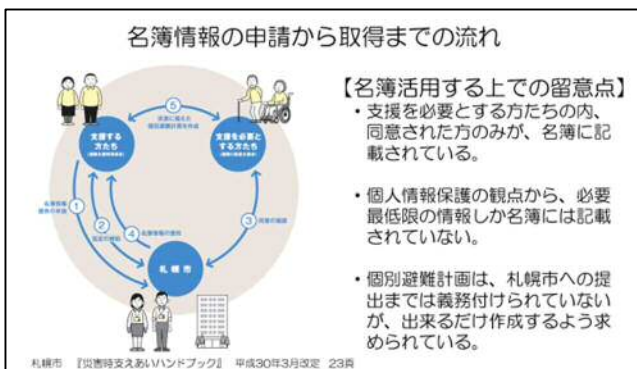 名簿情報の申請から取得までの流れ
⑤
支援する
方たち
支援を必要と
する方たち
①
②
④
③
札幌市
【名簿活用する上での留意点】
・支援を必要とする方たちの内、
同意された方のみが、名簿に記
載されている。
・個人情報保護の観点から、必要
最低限の情報しか名簿には記載
されていない。
・個別避難計画は、札幌市への提
出までは義務付けられていない
が、出来るだけ作成するよう求
められている。
札幌市 『災害時支えあいハンドブック』 平成30年3月改定 23頁